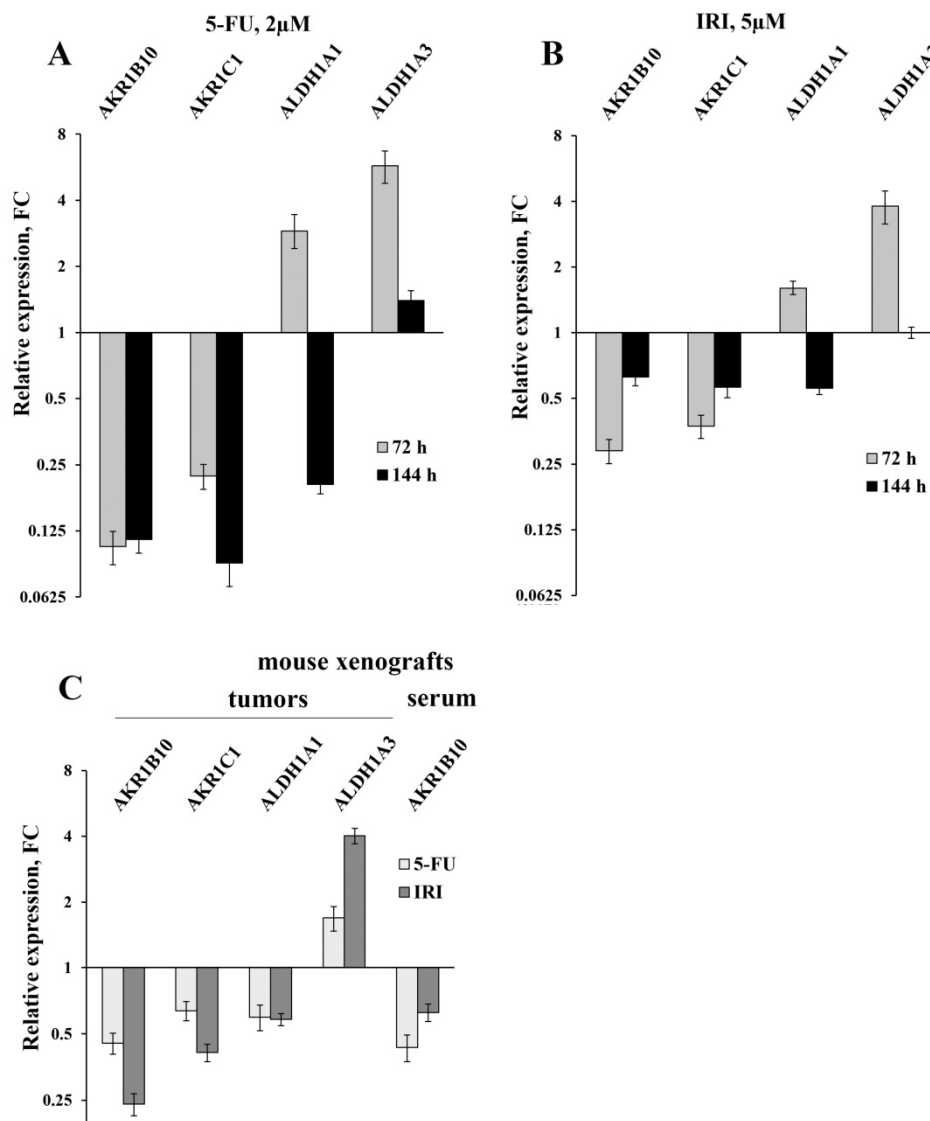 5-FU, 2µM
A
AKR1B10
AKR1C1
ALDH1A1
ALDH1A3
Relative expression, FC
8
4
2
1
0.5
0.25
0.125
0.0625
72 h
144 h
IRI, 5µM
B
AKR1B10
AKR1C1
ALDH1A1
ALDH1A3
Relative expression, FC
8
4
2
1
0.5
0.25
0.125
0.0625
72 h
144 h
mouse xenografts
C
tumors
serum
AKR1B10
AKR1C1
ALDH1A1
ALDH1A3
AKR1B10
Relative expression, FC
8
4
2
1
0.5
0.25
5-FU
IRI